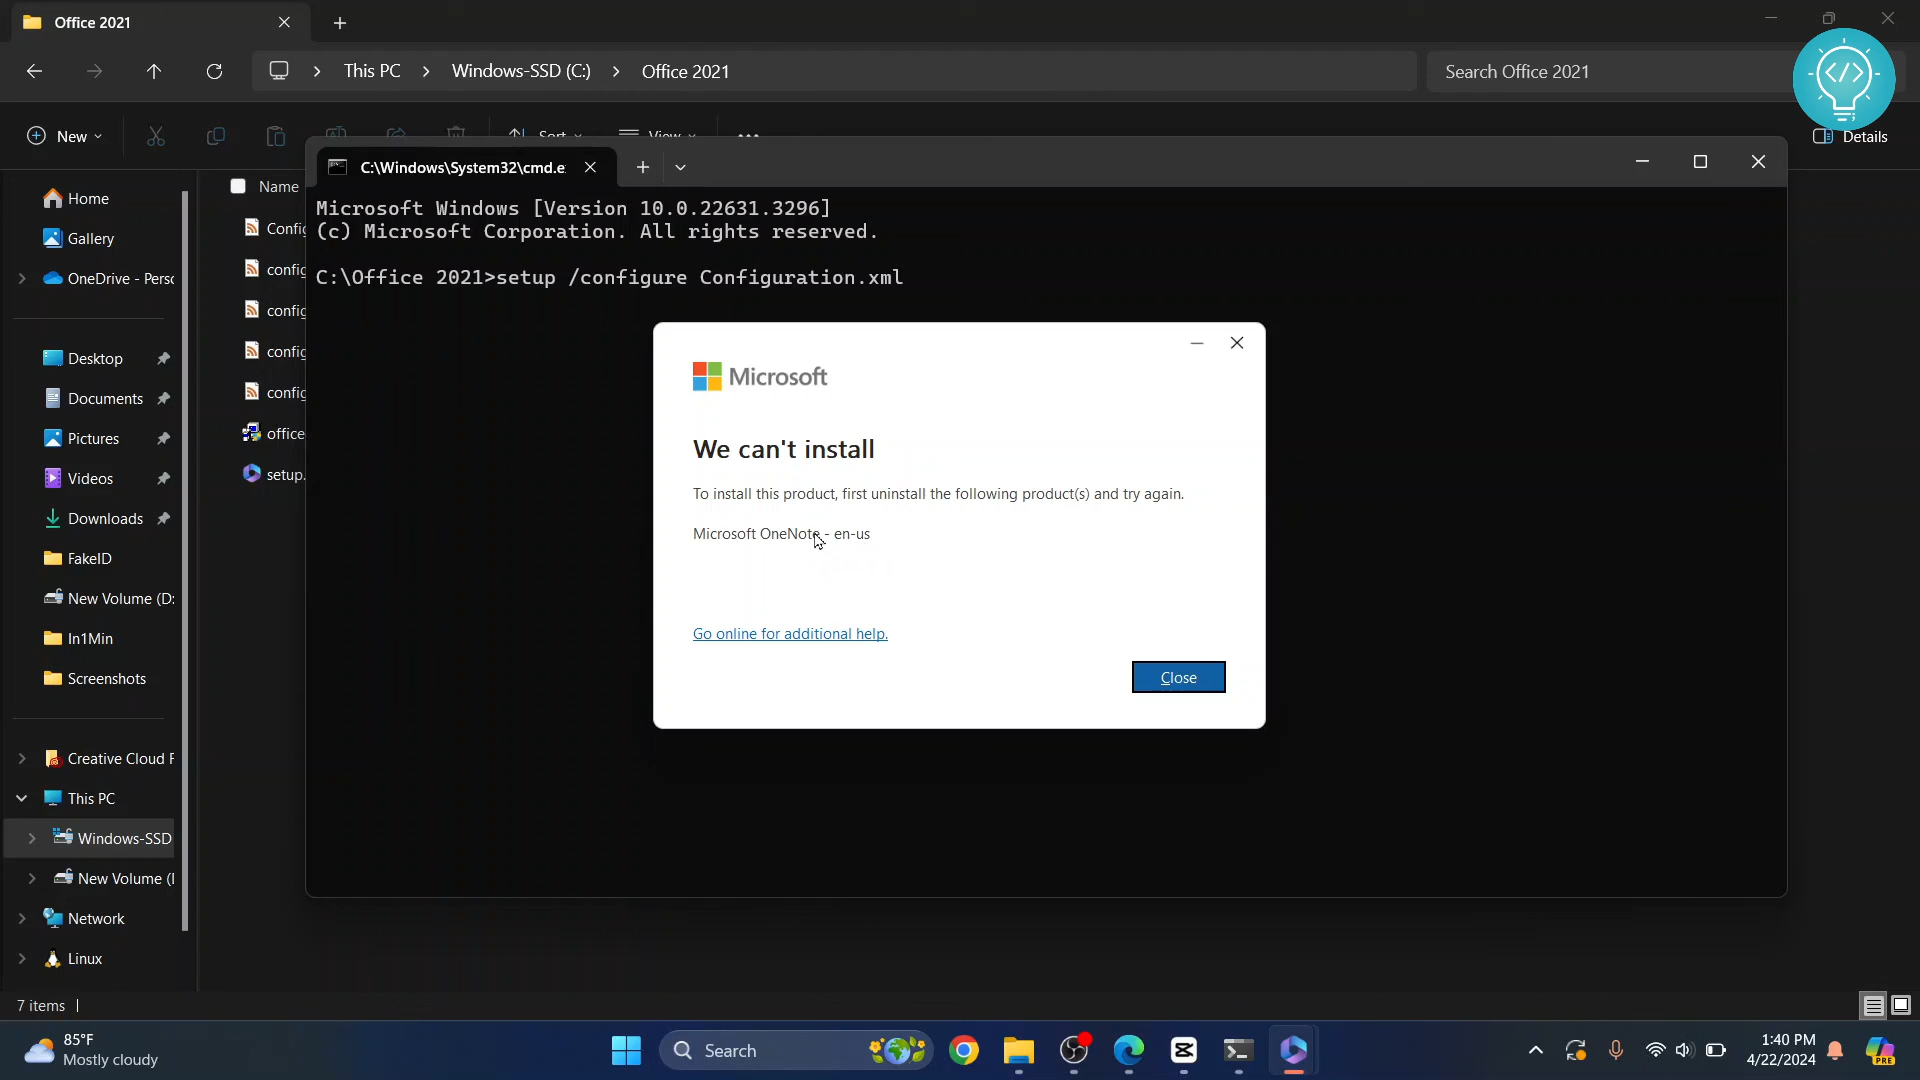 Office 2021
This PC
Windows-SSD (C:)
Office 2021
Search Office 2021
New
Sort
View
Details
Home
Gallery
OneDrive - Perso
Desktop
Documents
Pictures
Videos
Downloads
FakeID
New Volume (D:
In1Min
Screenshots
Creative Cloud F
This PC
Windows-SSD
New Volume (
Network
Linux
Name
Config
config
config
config
config
office
setup.
C:\Windows\System32\cmd.e
Microsoft Windows [Version 10.0.22631.3296]
(c) Microsoft Corporation. All rights reserved.
C:\Office 2021>setup /configure Configuration.xml
Microsoft
We can't install
To install this product, first uninstall the following product(s) and try again.
Microsoft OneNote - en-us
Go online for additional help.
Close
7 items
85°F
Mostly cloudy
Search
1:40 PM
4/22/2024
PRE